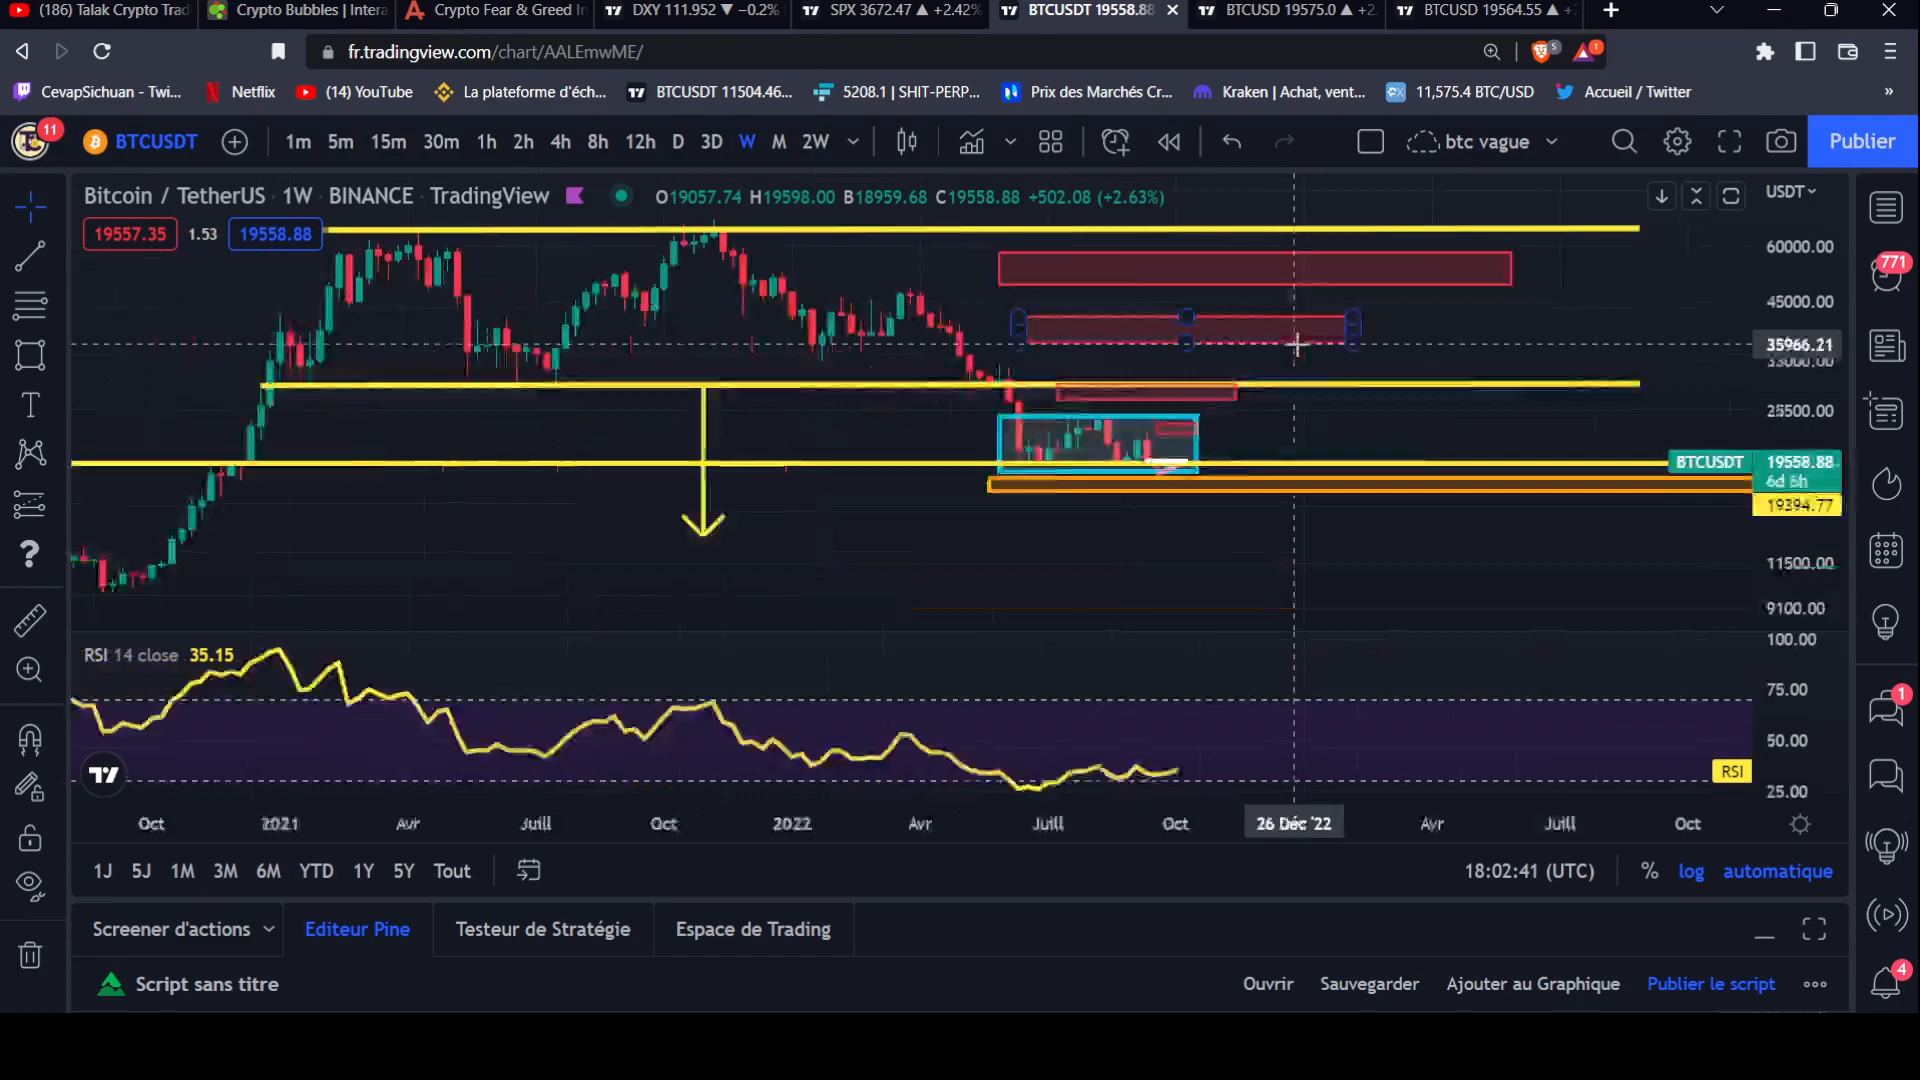 (186) Talak Crypto Trad
Crypto Bubbles | Intera
Crypto Fear & Greed In
DXY 111.952 ▼ −0.2%
SPX 3672.47 ▲ +2.42%
BTCUSDT 19558.88
BTCUSD 19575.0 ▲ +2
BTCUSD 19564.55 ▲ +
fr.tradingview.com/chart/AALEmwME/
5
1
CevapSichuan - Twi...
Netflix
(14) YouTube
La plateforme d'éch...
BTCUSDT 11504.46...
5208.1 | SHIT-PERP...
Prix des Marchés Cr...
Kraken | Achat, vent...
11,575.4 BTC/USD
Accueil / Twitter
»
11
BTCUSDT
1m 5m 15m 30m 1h 2h 4h 8h 12h D 3D W M 2W
btc vague
Publier
Bitcoin / TetherUS · 1W · BINANCE · TradingView
O19057.74 H19598.00 B18959.68 C19558.88 +502.08 (+2.63%)
USDT
19557.35 1.53 19558.88
60000.00
771
45000.00
35966.21
33000.00
25500.00
BTCUSDT 19558.88
6d 6h
19394.77
11500.00
9100.00
RSI 14 close 35.15
100.00
75.00
1
50.00
RSI
25.00
Oct 2021 Avr Juill Oct 2022 Avr Juill Oct 26 Déc '22 Avr Juill Oct
1J 5J 1M 3M 6M YTD 1Y 5Y Tout
18:02:41 (UTC) % log automatique
Screener d'actions
Editeur Pine
Testeur de Stratégie
Espace de Trading
Script sans titre
Ouvrir
Sauvegarder
Ajouter au Graphique
Publier le script
4